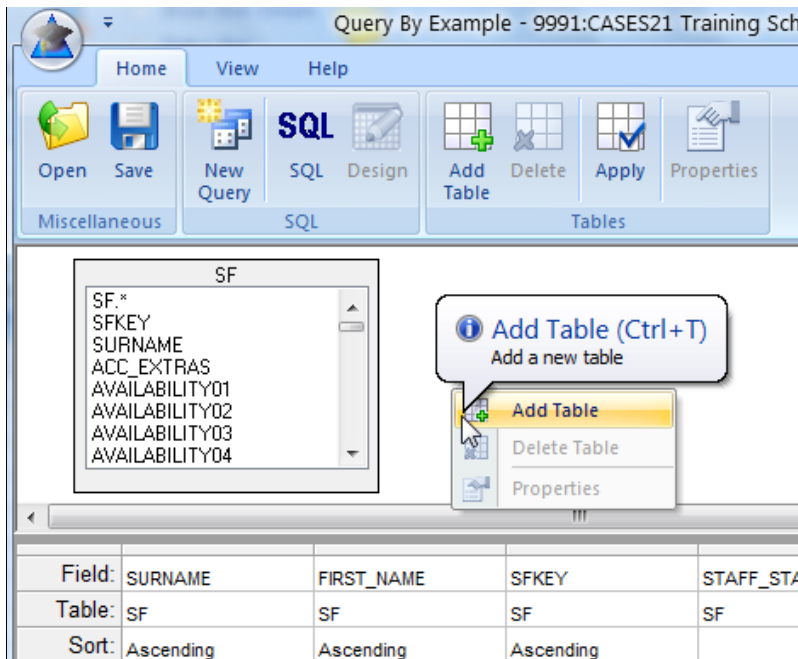 Query By Example - 9991:CASES21 Training Sch
Home View Help
Open Save New Query SQL Design Add Table Delete Apply Properties
Miscellaneous SQL Tables
SF
SF.*
SFKEY
SURNAME
ACC_EXTRAS
AVAILABILITY01
AVAILABILITY02
AVAILABILITY03
AVAILABILITY04
Add Table (Ctrl+T)
Add a new table
Add Table
Delete Table
Properties
Field: SURNAME FIRST_NAME SFKEY STAFF_STA
Table: SF SF SF SF
Sort: Ascending Ascending Ascending